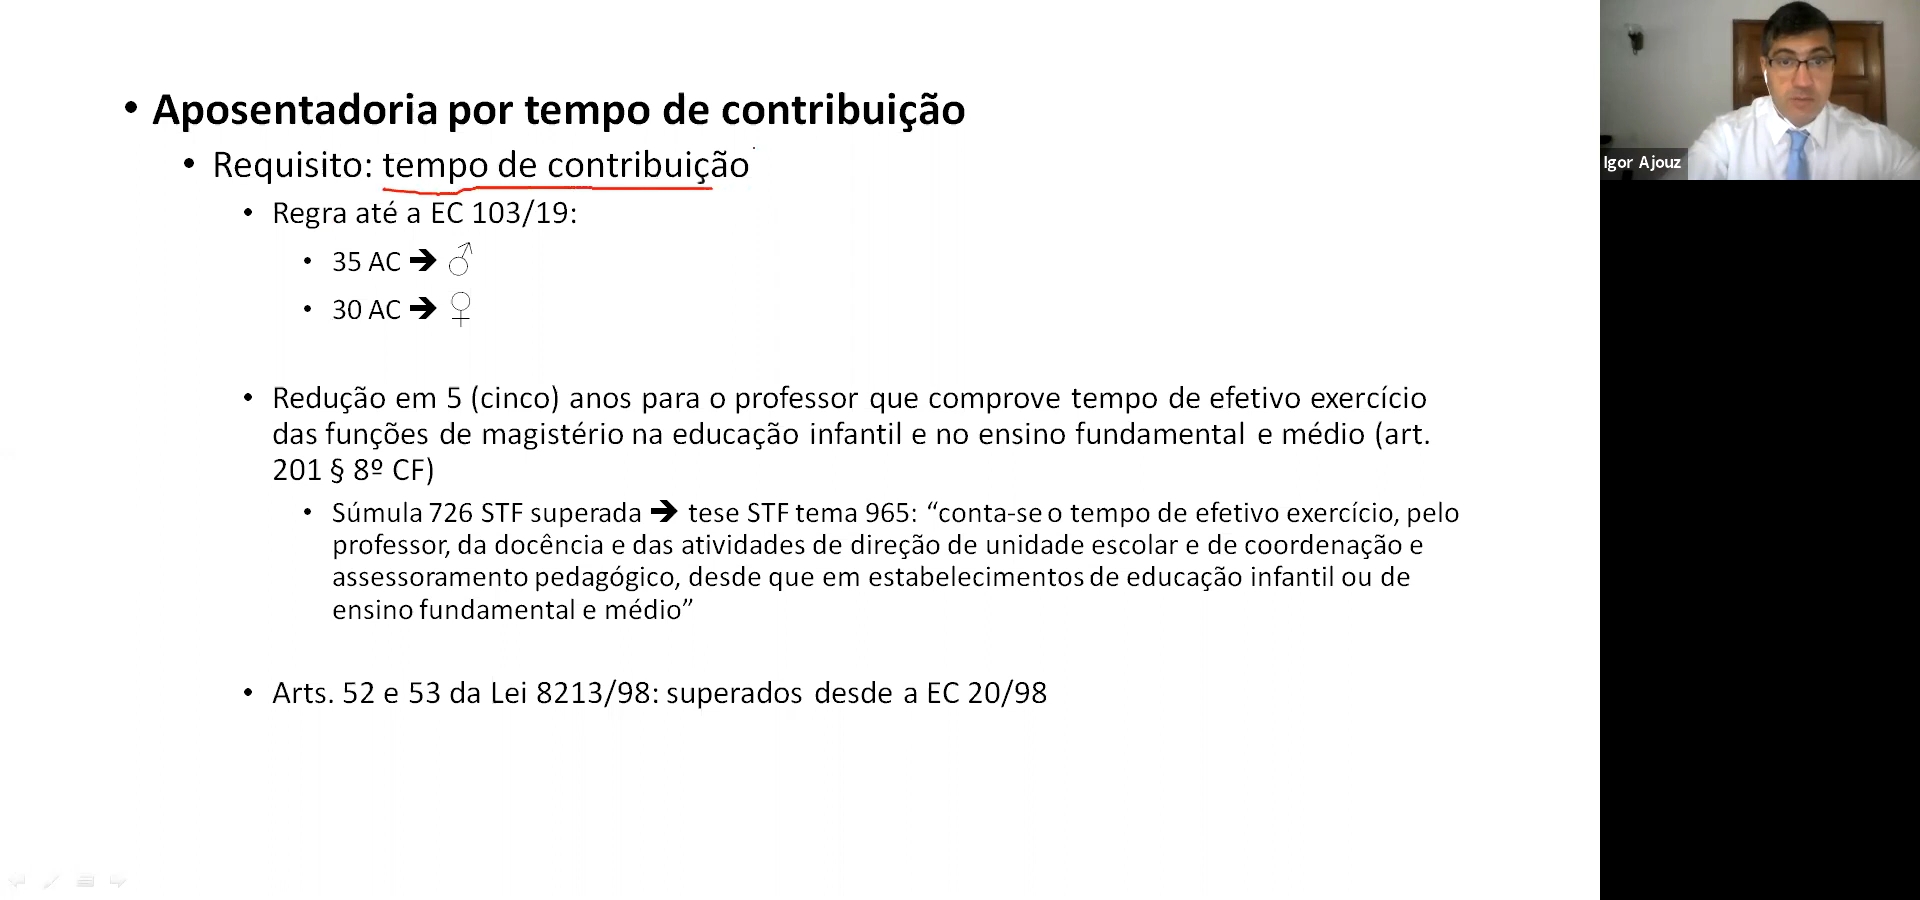 • Aposentadoria por tempo de contribuição
• Requisito: tempo de contribuição
• Regra até a EC 103/19:
• 35 AC ➔ ♂
• 30 AC ➔ ♀
• Redução em 5 (cinco) anos para o professor que comprove tempo de efetivo exercício
das funções de magistério na educação infantil e no ensino fundamental e médio (art.
201 § 8º CF)
• Súmula 726 STF superada ➔ tese STF tema 965: “conta-se o tempo de efetivo exercício, pelo
professor, da docência e das atividades de direção de unidade escolar e de coordenação e
assessoramento pedagógico, desde que em estabelecimentos de educação infantil ou de
ensino fundamental e médio”
• Arts. 52 e 53 da Lei 8213/98: superados desde a EC 20/98
Igor Ajouz